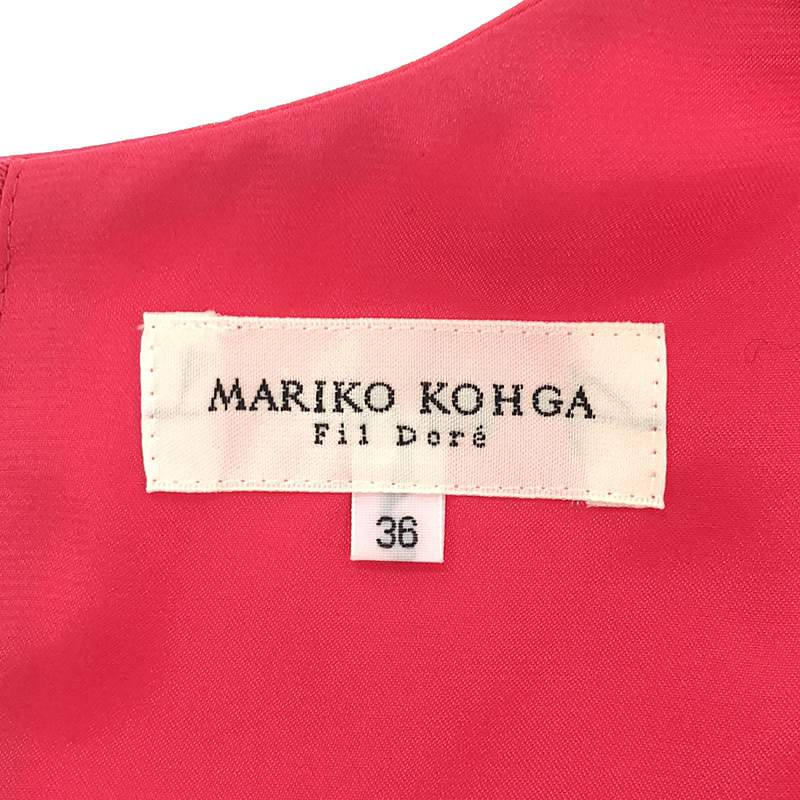 MARIKO KOHGA
Fil Doré
36